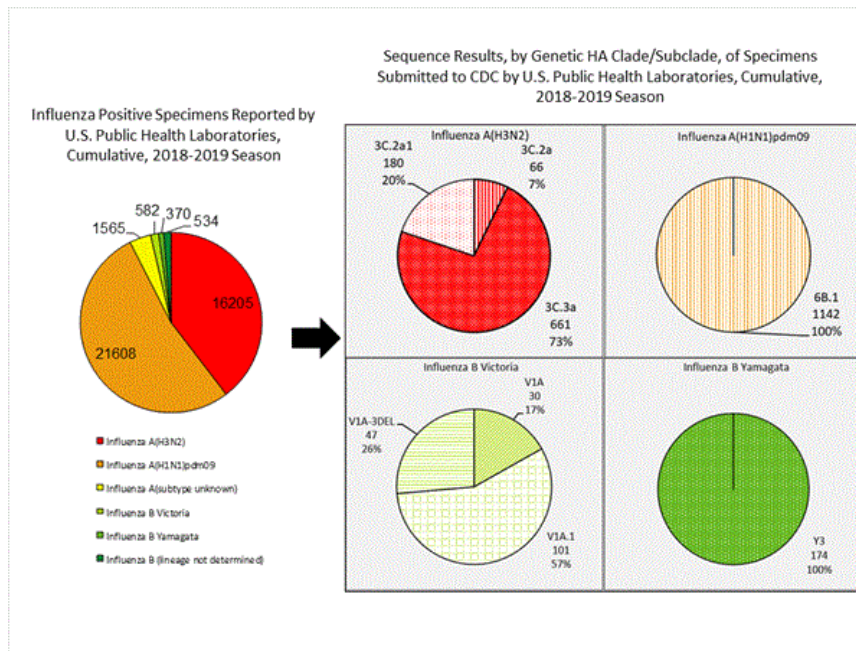 Sequence Results, by Genetic HA Clade/Subclade, of Specimens
Submitted to CDC by U.S. Public Health Laboratories, Cumulative,
2018-2019 Season
Influenza Positive Specimens Reported by
U.S. Public Health Laboratories,
Cumulative, 2018-2019 Season
582
370
534
1565
16205
21608
Influenza A(H3N2)
Influenza A(H1N1)pdm09
Influenza A(subtype unknown)
Influenza B Victoria
Influenza B Yamagata
Influenza B (lineage not determined)
Influenza A(H3N2)
3C.2a1
180
20%
3C.2a
66
7%
3C.3a
661
73%
Influenza A(H1N1)pdm09
6B.1
1142
100%
Influenza B Victoria
V1A
30
17%
V1A-3DEL
47
26%
V1A.1
101
57%
Influenza B Yamagata
Y3
174
100%